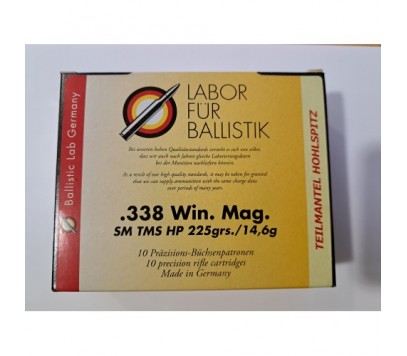 Ballistic Lab Germany
LABOR
FÜR
BALLISTIK
Bei unseren hohen Qualitätsstandards versteht es sich von selbst,
dass wir auch nach Jahren gleiche Laborierungsdaten
bei der Munition nachliefern können.
As a result of our high quality standards, it may be taken for granted
that we can supply ammunition with the same charge data
over periods of many years.
.338 Win. Mag.
SM TMS HP 225grs./14,6g
10 Präzisions-Büchsenpatronen
10 precision rifle cartridges
Made in Germany
TEILMANTEL HOHLSPITZ